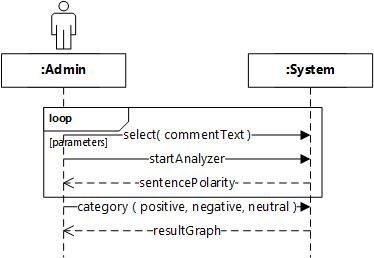 :Admin
:System
loop
[parameters]
select( commentText )
startAnalyzer
sentencePolarity
category ( positive, negative, neutral )
resultGraph